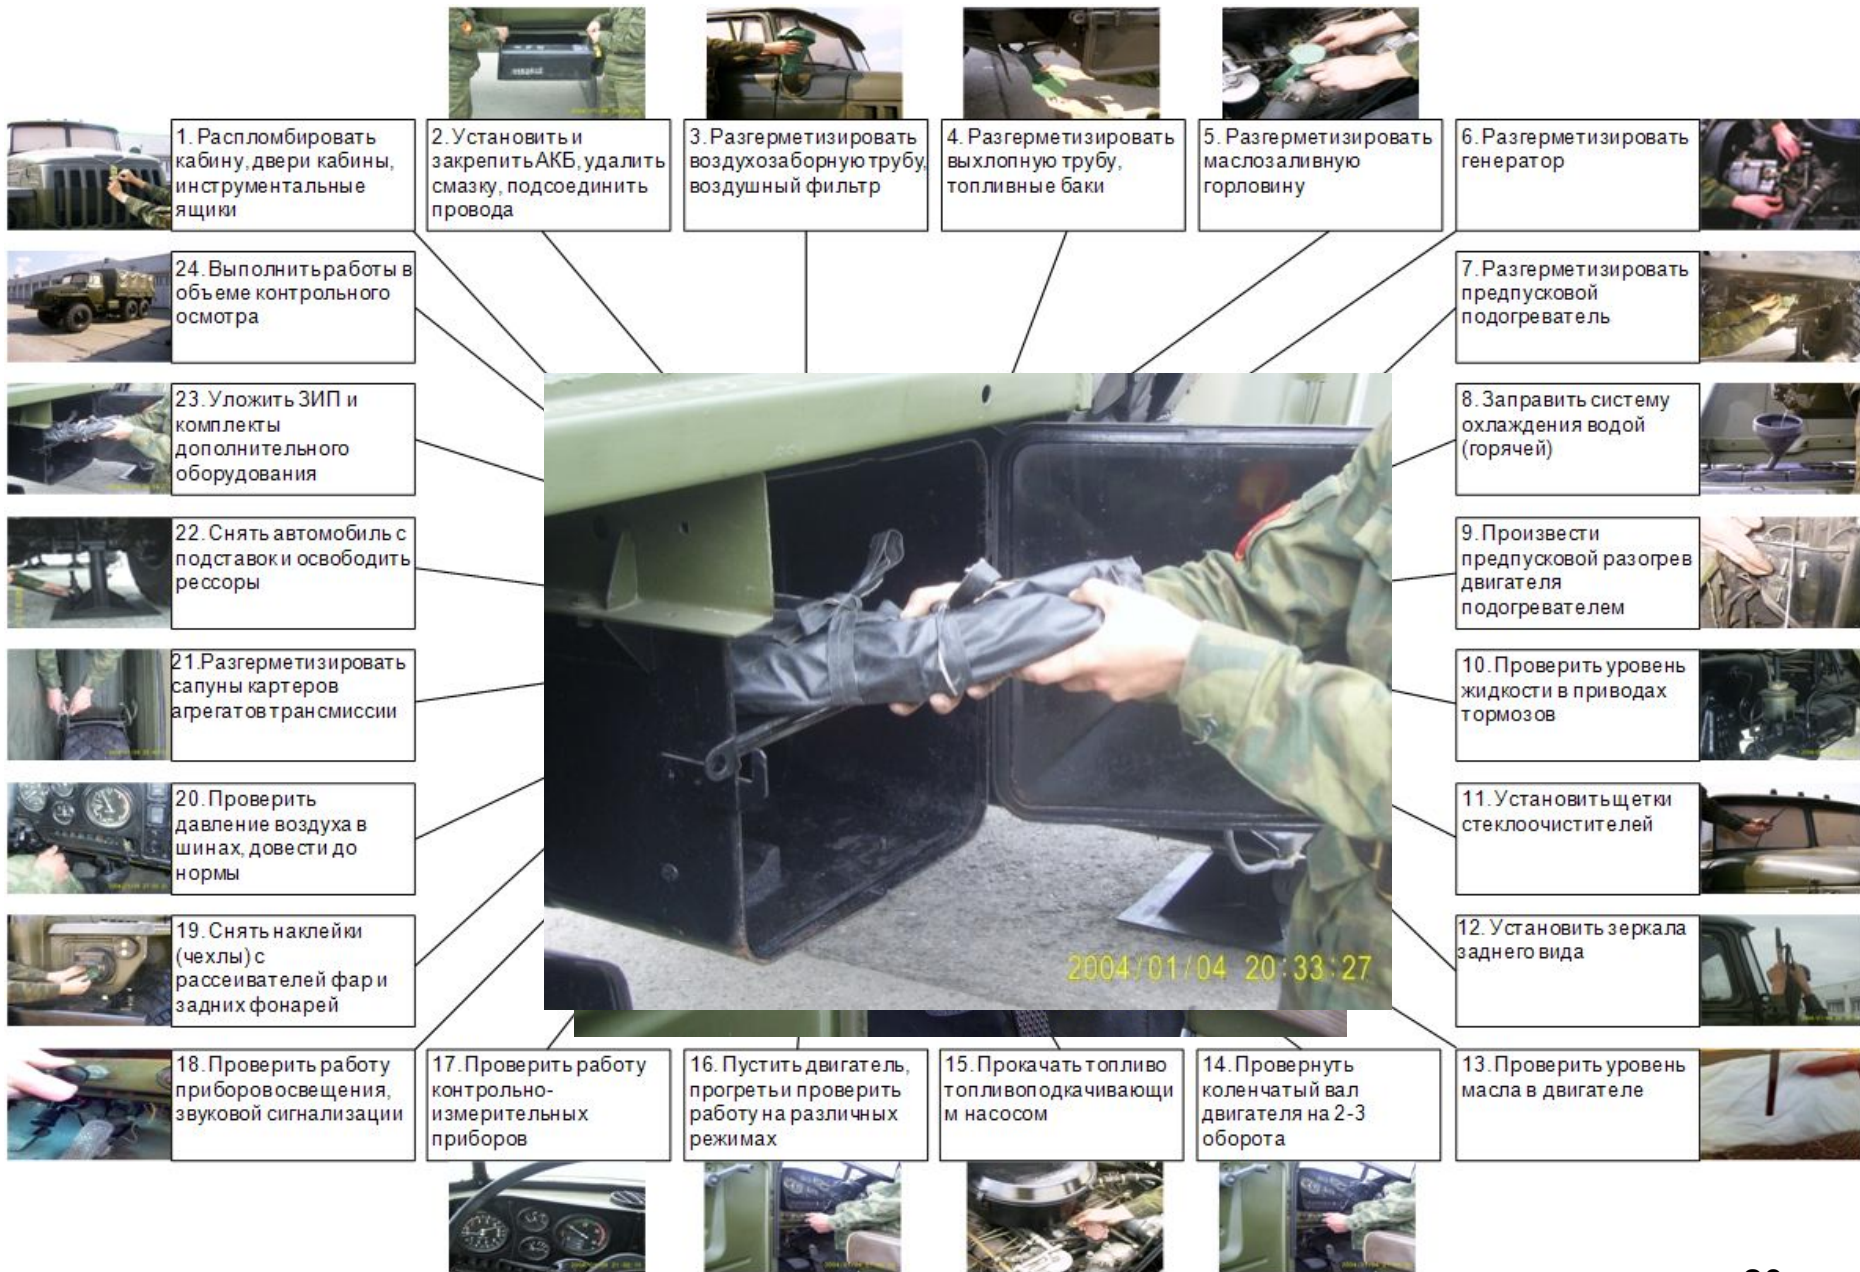 1. Распломбировать
кабину, двери кабины,
инструментальные
ящики
2. Установить и
закрепить АКБ, удалить
смазку, подсоединить
провода
3. Разгерметизировать
воздухозаборную трубу,
воздушный фильтр
4. Разгерметизировать
выхлопную трубу,
топливные баки
5. Разгерметизировать
маслозаливную
горловину
6. Разгерметизировать
генератор
7. Разгерметизировать
предпусковой
подогреватель
8. Заправить систему
охлаждения водой
(горячей)
9. Произвести
предпусковой разогрев
двигателя
подогревателем
10. Проверить уровень
жидкости в приводах
тормозов
11. Установить щетки
стеклоочистителей
12. Установить зеркала
заднего вида
13. Проверить уровень
масла в двигателе
14. Провернуть
коленчатый вал
двигателя на 2-3
оборота
15. Прокачать топливо
топливоподкачивающи
м насосом
16. Пустить двигатель,
прогреть и проверить
работу на различных
режимах
17. Проверить работу
контрольно-
измерительных
приборов
18. Проверить работу
приборов освещения,
звуковой сигнализации
19. Снять наклейки
(чехлы) с
рассеивателей фар и
задних фонарей
20. Проверить
давление воздуха в
шинах, довести до
нормы
21. Разгерметизировать
сапуны картеров
агрегатов трансмиссии
22. Снять автомобиль с
подставок и освободить
рессоры
23. Уложить ЗИП и
комплекты
дополнительного
оборудования
24. Выполнить работы в
объеме контрольного
осмотра
2004/01/04 20:33:27